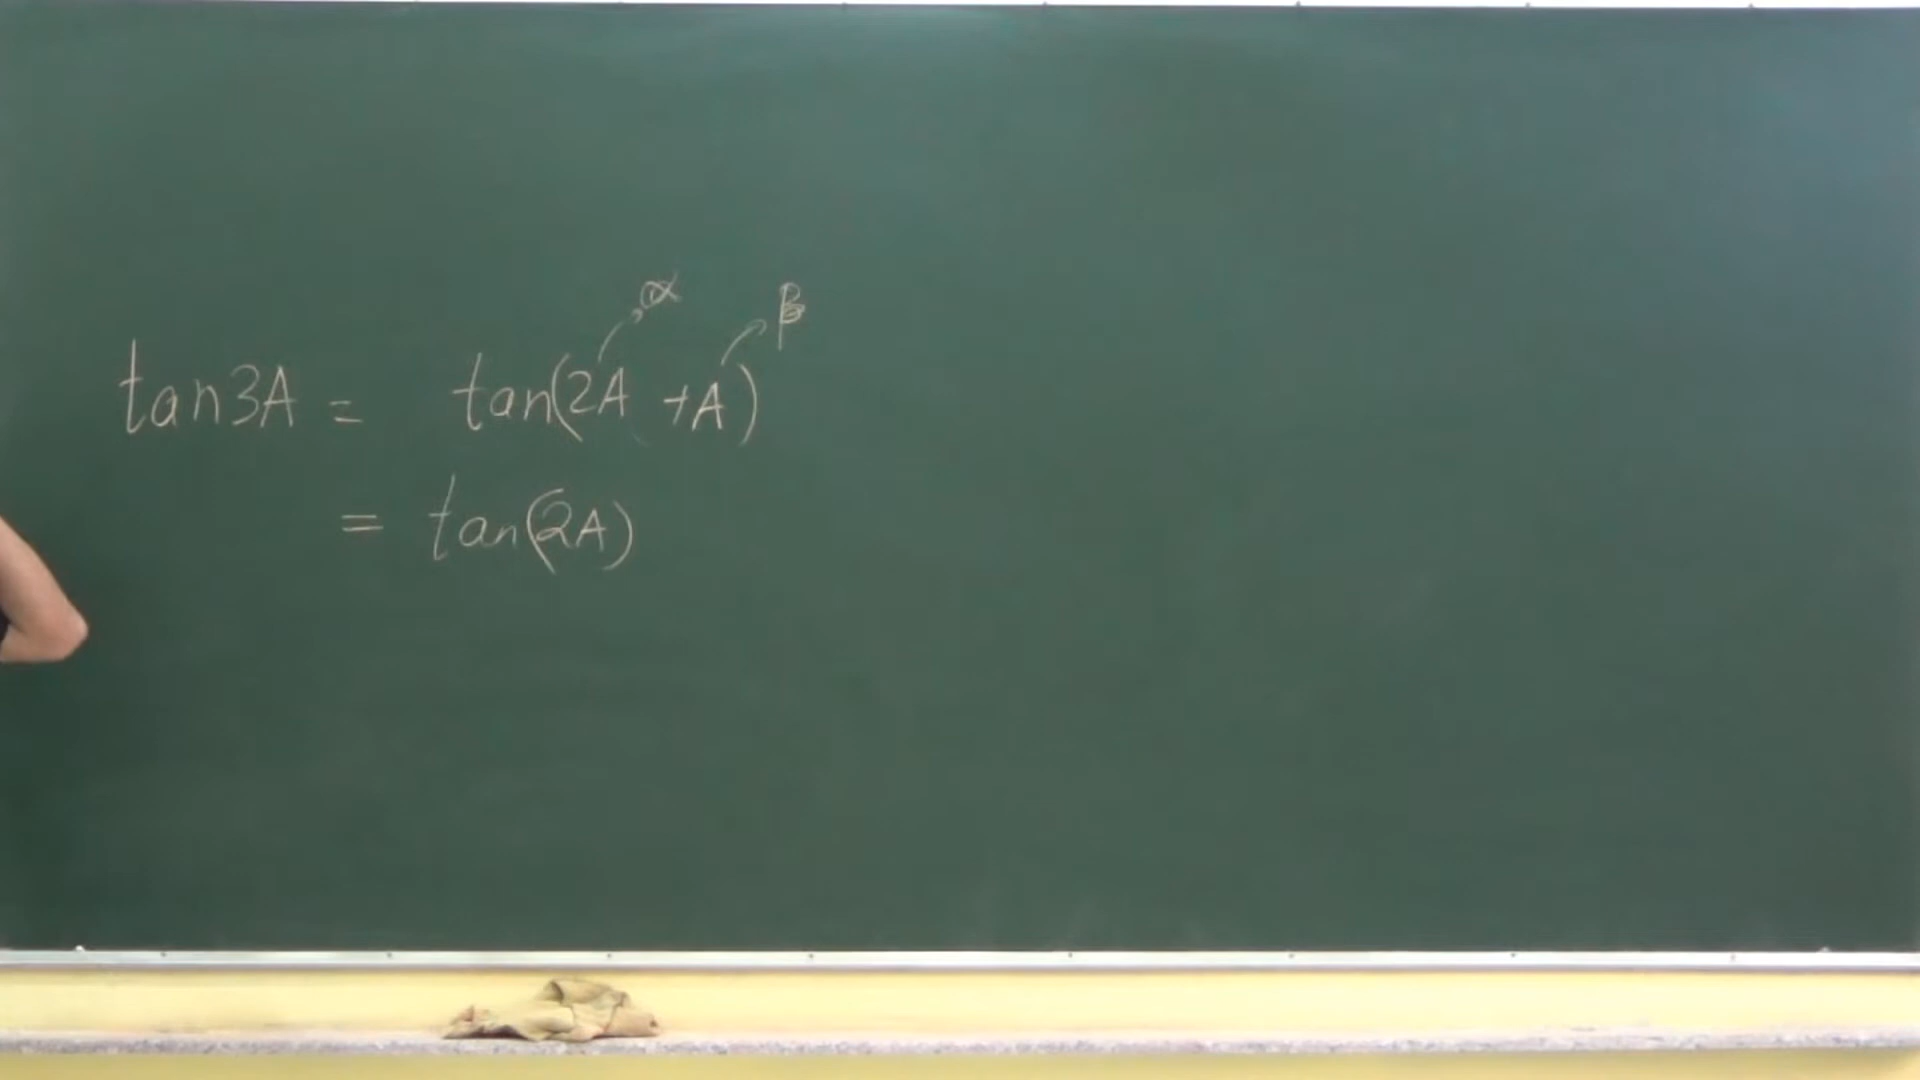 α β
tan3A = tan(2A +A)
= tan(2A)